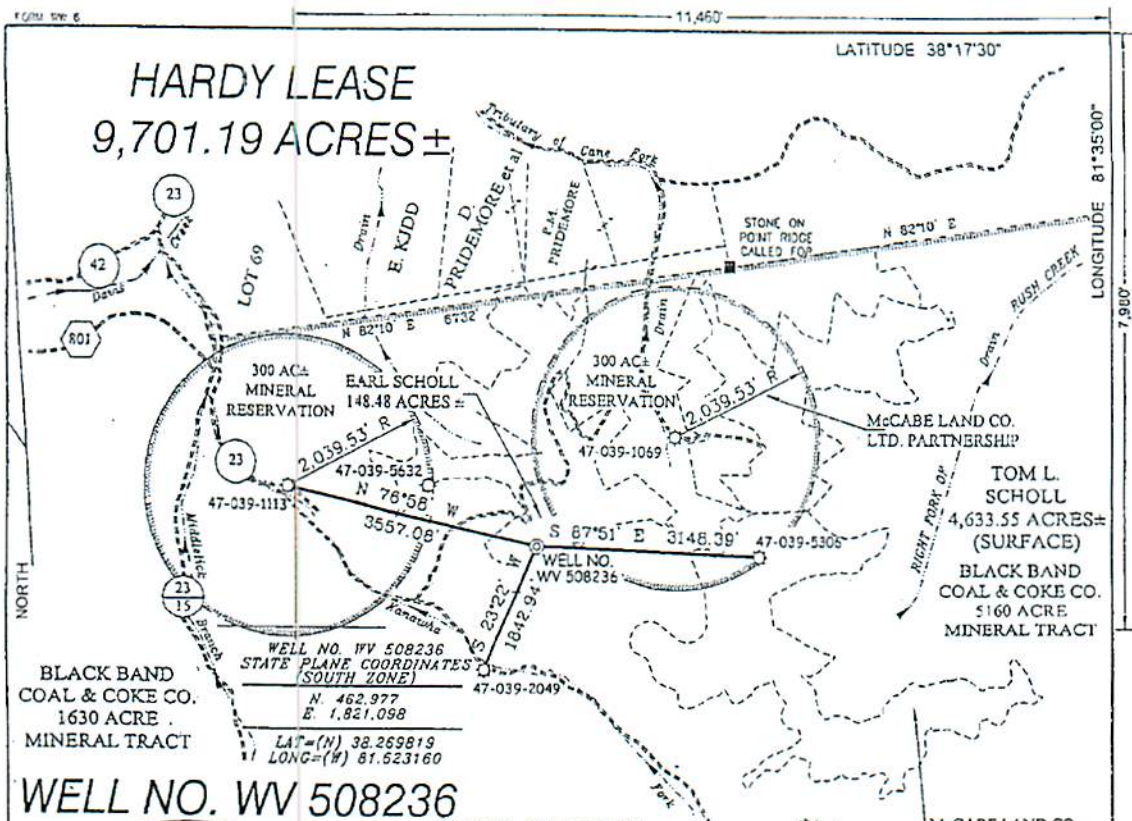 FORM WW 6
11,460'
LATITUDE 38°17'30"
HARDY LEASE
9,701.19 ACRES±
LONGITUDE 81°35'00"
7,980'
Tributary of Cane Fork
23
Creek
42
Davis
801
LOT 69
Drain
E. KJDD
D.
PRIDEMORE et al
P.M.
PRIDEMORE
STONE ON
POINT RIDGE
CALLED FOR
N 82°10' E
N 82°10' E 6732'
Drain
Drain
RUSH CREEK
RIGHT FORK OF
300 AC±
MINERAL
RESERVATION
EARL SCHOLL
148.48 ACRES ±
300 AC±
MINERAL
RESERVATION
2,039.53' R
2,039.53' R
McCABE LAND CO.
LTD. PARTNERSHIP
47-039-1069
23
47-039-5632
47-039-1113
N 76°58' W
3557.08'
TOM L.
SCHOLL
4,633.55 ACRES±
(SURFACE)
S 87°51' E 3148.39'
47-039-5306
WELL NO.
WV 508236
S 23°22' W
1842.94'
BLACK BAND
COAL & COKE CO.
5160 ACRE
MINERAL TRACT
NORTH
Middlelick
Branch
23
15
Kanawha
Fork
47-039-2049
WELL NO. WV 508236
STATE PLANE COORDINATES
(SOUTH ZONE)
N. 462,977
E. 1,821,098
LAT=(N) 38.269819
LONG=(W) 81.623160
BLACK BAND
COAL & COKE CO.
1630 ACRE
MINERAL TRACT
WELL NO. WV 508236
McCABE LAND CO.